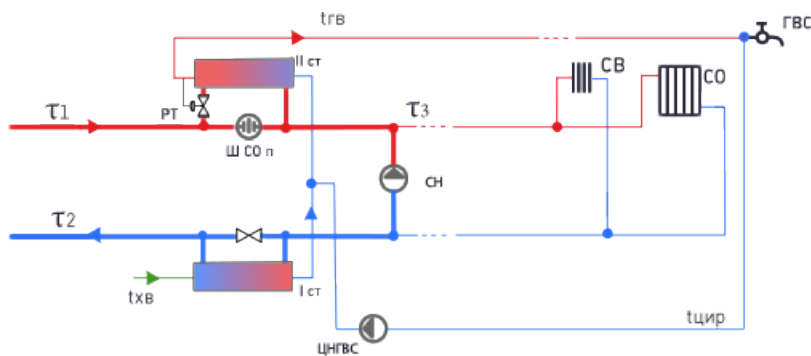 tгв
ГВС
II ст
СВ
СО
τ1
РТ
τ3
Ш СО п
СН
τ2
I ст
tхв
tцир
ЦНГВС